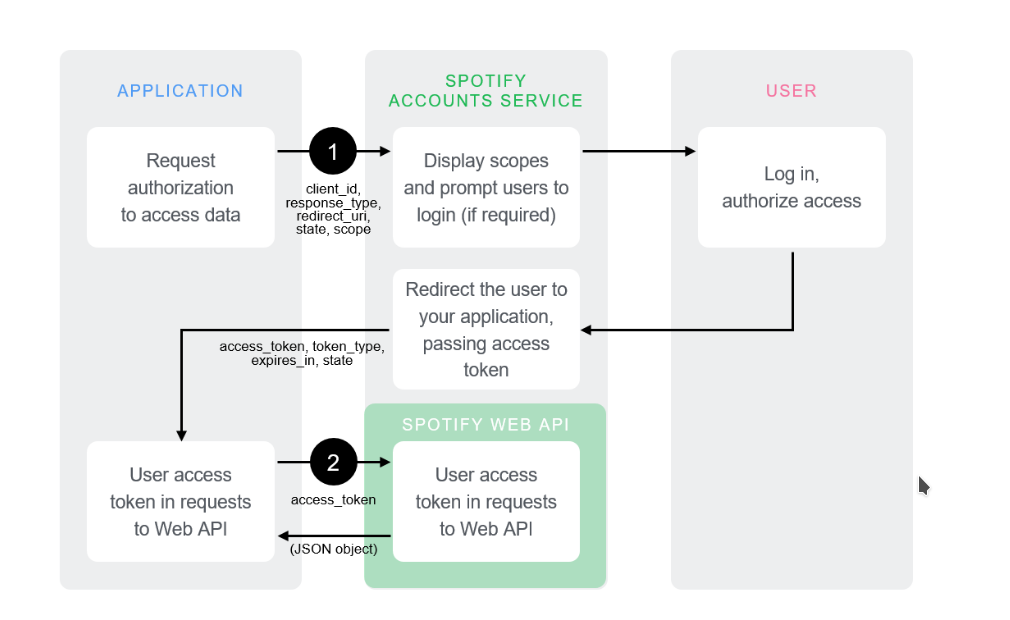 APPLICATION
SPOTIFY
ACCOUNTS SERVICE
USER
Request
authorization
to access data
1
client_id,
response_type,
redirect_uri,
state, scope
Display scopes
and prompt users to
login (if required)
Log in,
authorize access
Redirect the user to
your application,
passing access
token
access_token, token_type,
expires_in, state
SPOTIFY WEB API
User access
token in requests
to Web API
2
access_token
(JSON object)
User access
token in requests
to Web API